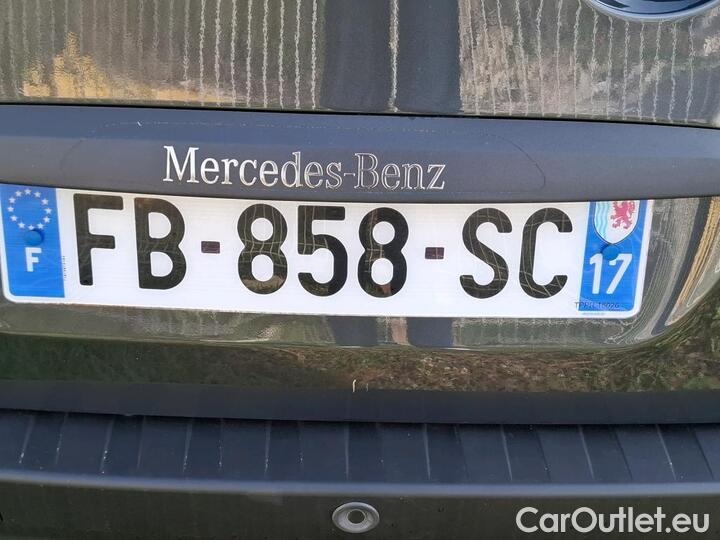 Mercedes-Benz
F FB-858-SC 17
CarOutlet.eu